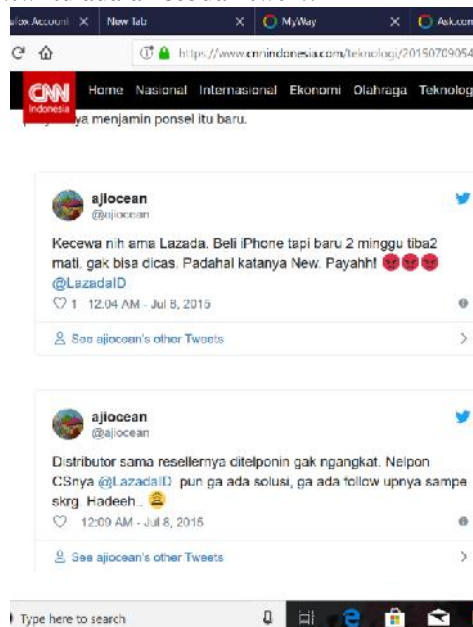 efox Account
New Tab
MyWay
Ask.com
https://www.cnnindonesia.com/teknologi/20150709054
CNN Indonesia
Home Nasional Internasional Ekonomi Olahraga Teknolog
ya menjamin ponsel itu baru.
ajiocean
@ajiocean
Kecewa nih ama Lazada. Beli iPhone tapi baru 2 minggu tiba2
mati, gak bisa dicas. Padahal katanya New. Payahh! 😡😡😡
@LazadaID
1 12.04 AM - Jul 8, 2015
See ajiocean's other Tweets
ajiocean
@ajiocean
Distributor sama resellernya ditelponin gak ngangkat. Nelpon
CSnya @LazadaID pun ga ada solusi, ga ada follow upnya sampe
skrg. Hadeeh.. 😩
12:09 AM - Jul 8, 2015
See ajiocean's other Tweets
Type here to search